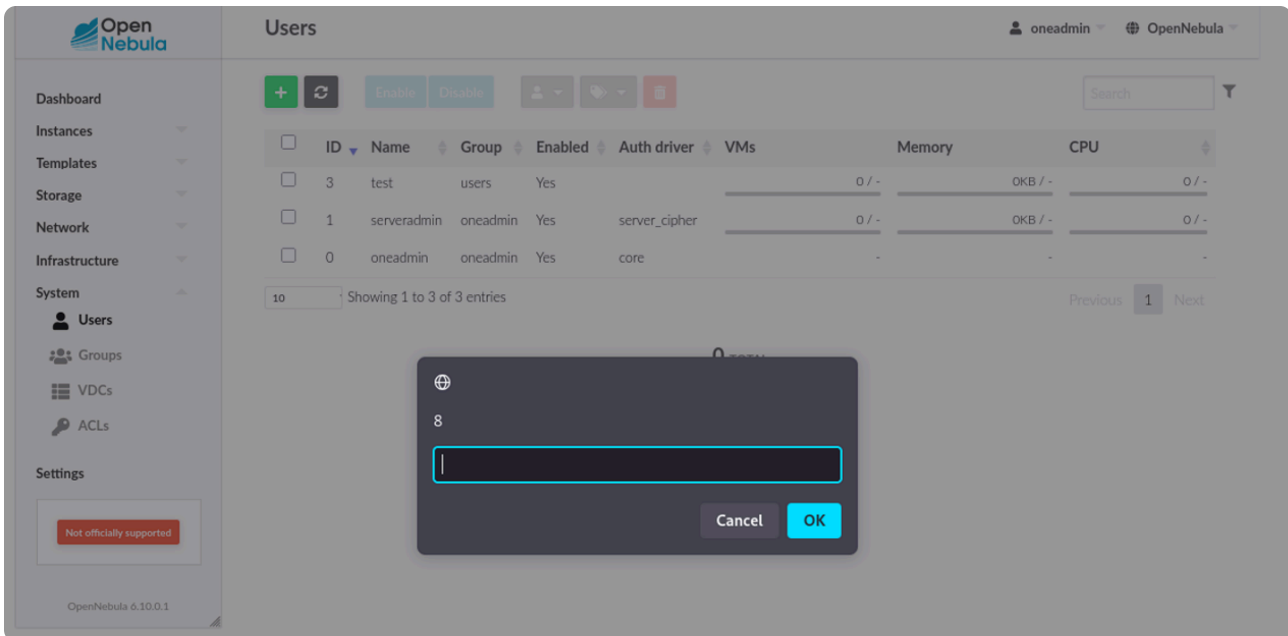 Open
Nebula
Users
oneadmin
OpenNebula
Dashboard
Instances
Templates
Storage
Network
Infrastructure
System
Users
Groups
VDCs
ACLs
Settings
Not officially supported
OpenNebula 6.10.0.1
+ Enable Disable Search
ID Name Group Enabled Auth driver VMs Memory CPU
3 test users Yes 0 / - 0KB / - 0 / -
1 serveradmin oneadmin Yes server_cipher 0 / - 0KB / - 0 / -
0 oneadmin oneadmin Yes core - - -
10 Showing 1 to 3 of 3 entries Previous 1 Next
8
Cancel OK